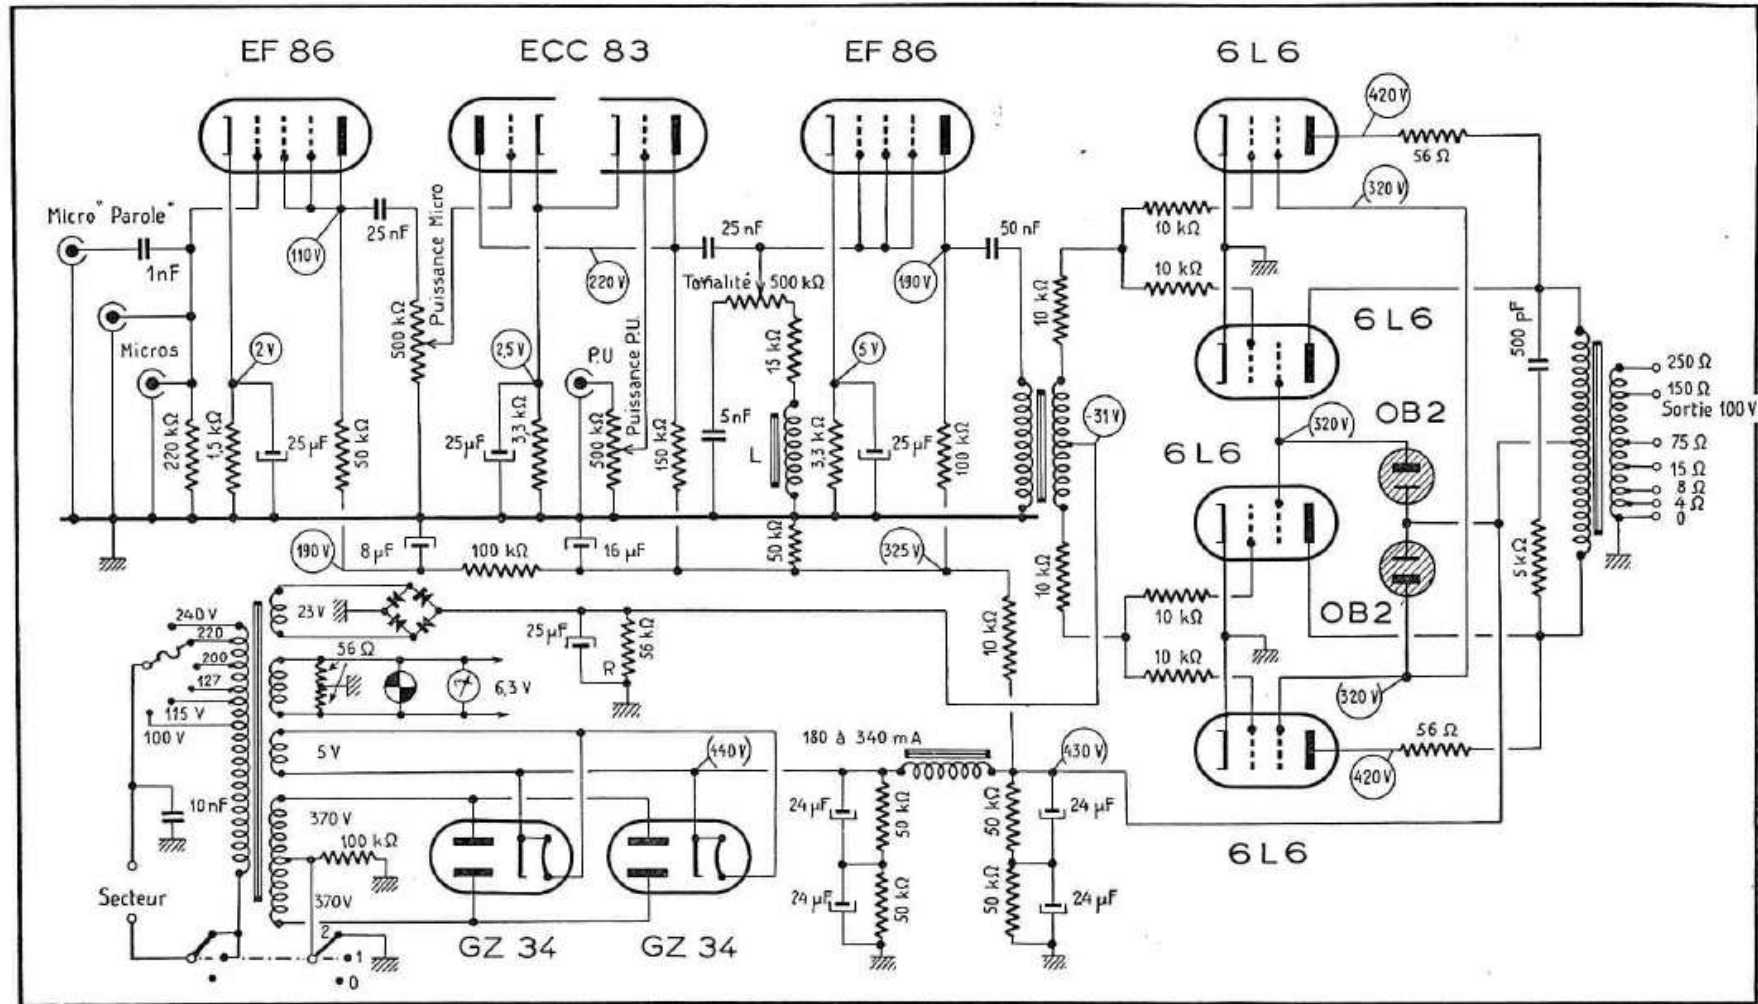 EF 86
ECC 83
EF 86
6 L 6
420 V
56 Ω
Micro "Parole"
1nF
25 nF
110 V
Puissance Micro
220 V
25 nF
Tonalité 500 kΩ
190 V
50 nF
10 kΩ
10 kΩ
320 V
10 kΩ
6 L 6
500 pF
Micros
2 V
500 kΩ
2,5 V
P.U
Puissance P.U.
15 kΩ
5 V
-31 V
250 Ω
150 Ω
Sortie 100 V
75 Ω
15 Ω
8 Ω
4 Ω
0
OB2
320 V
6 L 6
220 kΩ
1,5 kΩ
25 µF
50 kΩ
25 µF
3,3 kΩ
500 kΩ
150 kΩ
5 nF
L
3,3 kΩ
25 µF
100 kΩ
190 V
8 µF
100 kΩ
16 µF
50 kΩ
325 V
10 kΩ
5 kΩ
OB2
10 kΩ
10 kΩ
320 V
240 V
220
200
127
115 V
100 V
23 V
25 µF
R
56 kΩ
10 kΩ
56 Ω
6,3 V
5 V
440 V
180 à 340 mA
430 V
56 Ω
420 V
6 L 6
10 nF
370 V
100 kΩ
370 V
24 µF
50 kΩ
50 kΩ
24 µF
24 µF
50 kΩ
50 kΩ
24 µF
Secteur
2
1
0
GZ 34
GZ 34